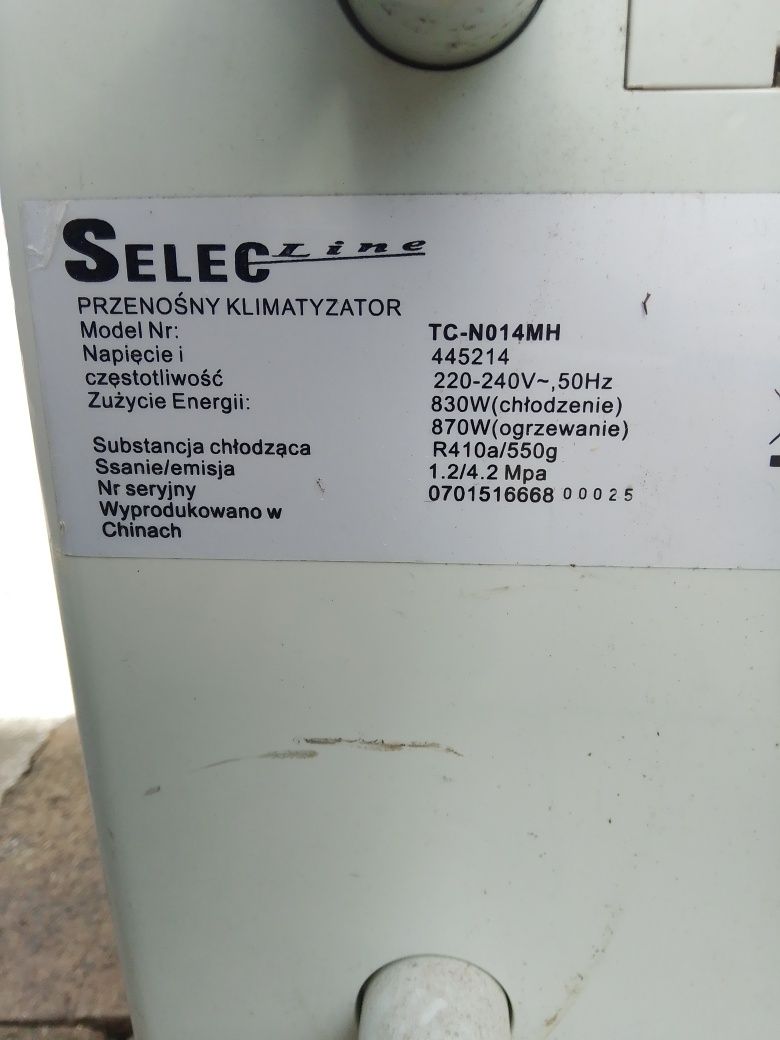 SELEC Line
PRZENOŚNY KLIMATYZATOR
Model Nr: TC-N014MH
Napięcie i 445214
częstotliwość 220-240V~,50Hz
Zużycie Energii: 830W(chłodzenie)
870W(ogrzewanie)
Substancja chłodząca R410a/550g
Ssanie/emisja 1.2/4.2 Mpa
Nr seryjny 0701516668 00025
Wyprodukowano w
Chinach